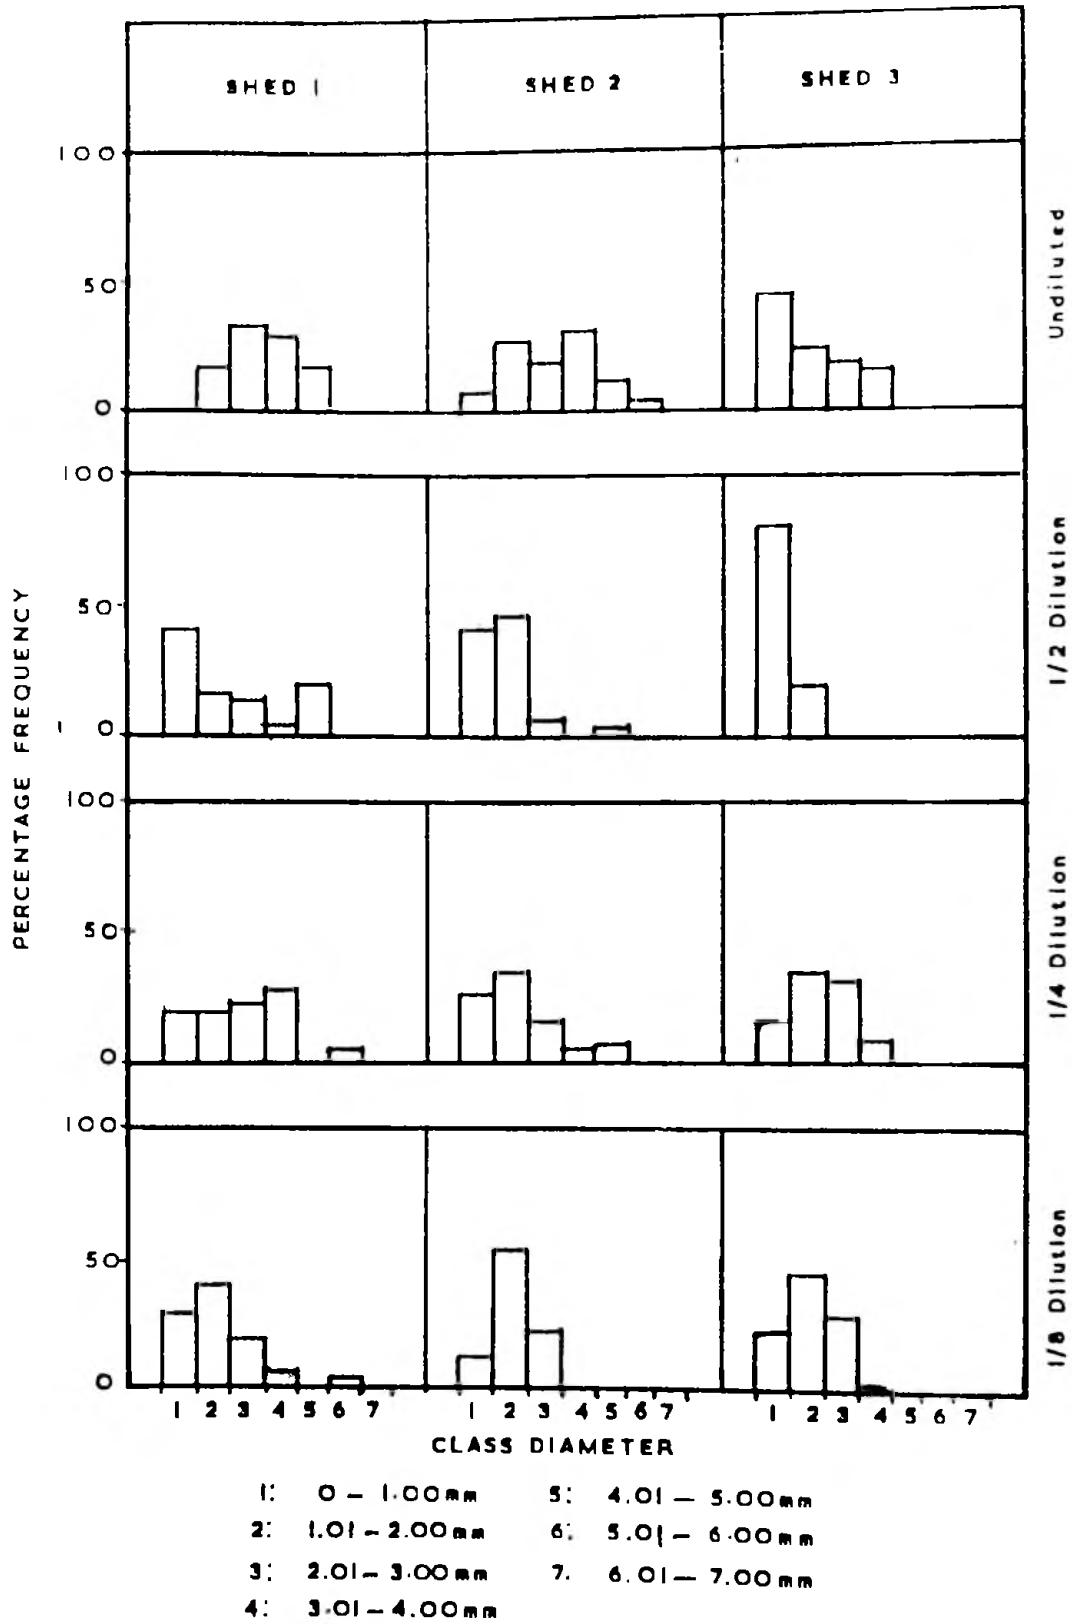 SHED 1
SHED 2
SHED 3
100
50
0
Undiluted
100
50
0
1/2 Dilution
100
50
0
1/4 Dilution
100
50
0
1/8 Dilution
PERCENTAGE FREQUENCY
1 2 3 4 5 6 7
1 2 3 4 5 6 7
1 2 3 4 5 6 7
CLASS DIAMETER
1: 0 – 1.00mm
5: 4.01 – 5.00mm
2: 1.01 – 2.00mm
6: 5.01 – 6.00mm
3: 2.01 – 3.00mm
7. 6.01 – 7.00mm
4: 3.01 – 4.00mm